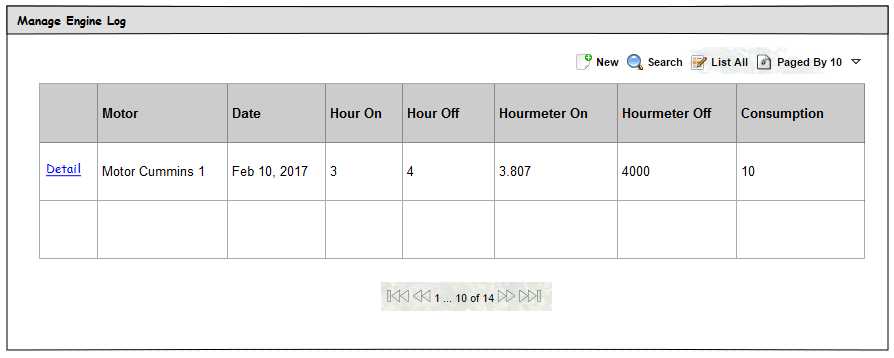 Manage Engine Log
New Search List All Paged By 10
Motor Date Hour On Hour Off Hourmeter On Hourmeter Off Consumption
Detail Motor Cummins 1 Feb 10, 2017 3 4 3.807 4000 10
1 ... 10 of 14